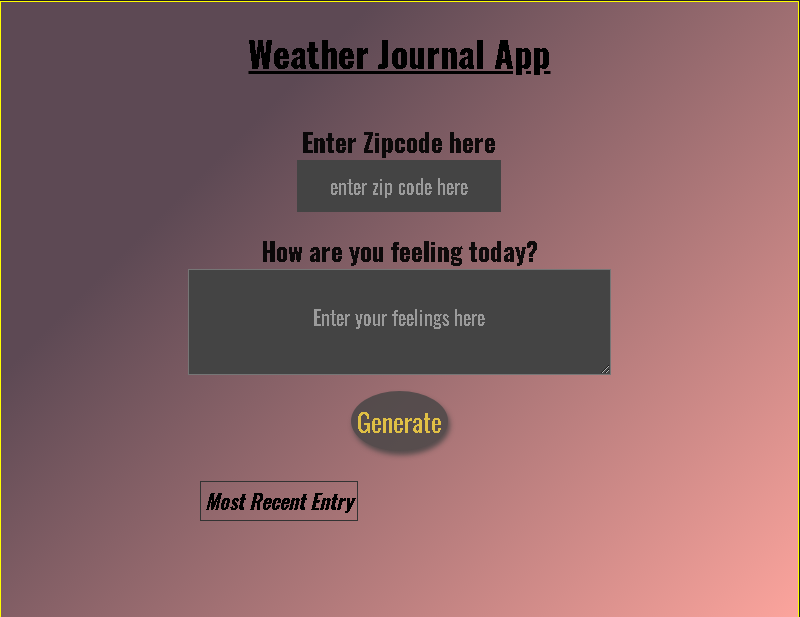 Weather Journal App
Enter Zipcode here
enter zip code here
How are you feeling today?
Enter your feelings here
Generate
Most Recent Entry